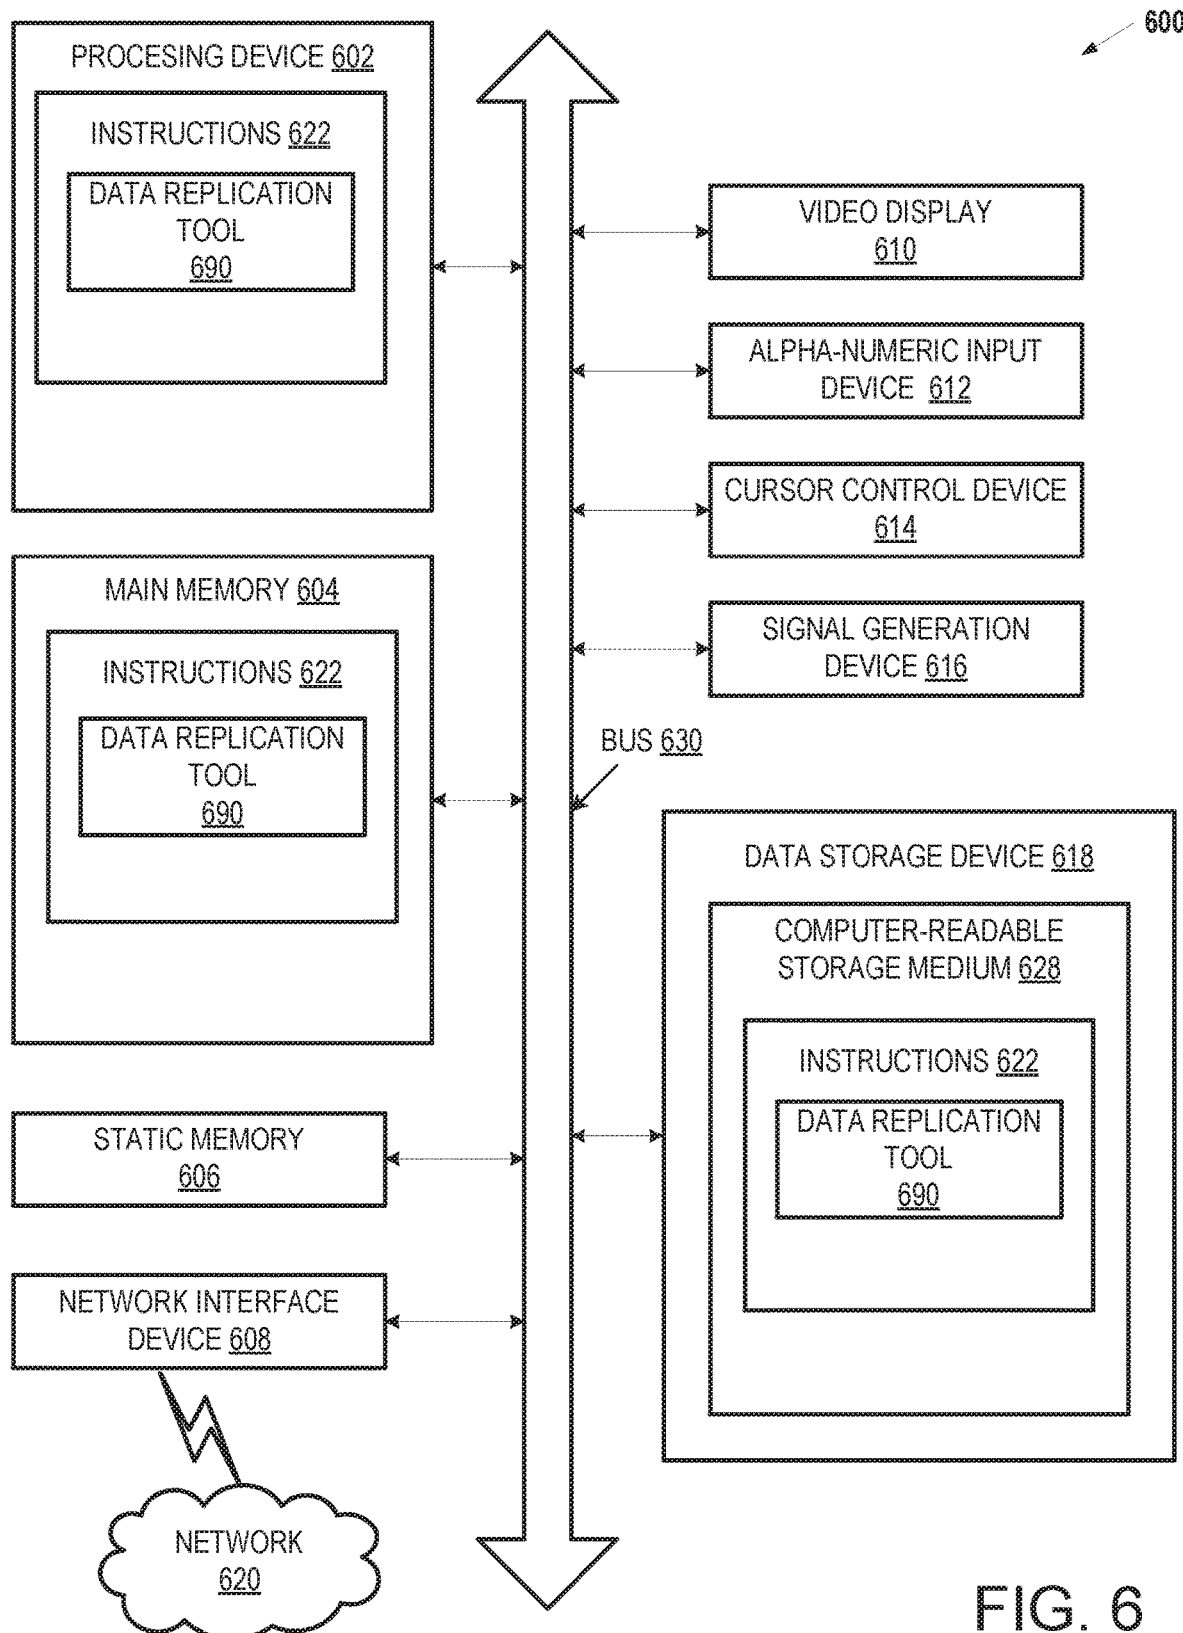 600
PROCESING DEVICE 602
INSTRUCTIONS 622
DATA REPLICATION
TOOL
690
MAIN MEMORY 604
INSTRUCTIONS 622
DATA REPLICATION
TOOL
690
STATIC MEMORY
606
NETWORK INTERFACE
DEVICE 608
NETWORK
620
VIDEO DISPLAY
610
ALPHA-NUMERIC INPUT
DEVICE 612
CURSOR CONTROL DEVICE
614
SIGNAL GENERATION
DEVICE 616
BUS 630
DATA STORAGE DEVICE 618
COMPUTER-READABLE
STORAGE MEDIUM 628
INSTRUCTIONS 622
DATA REPLICATION
TOOL
690
FIG. 6